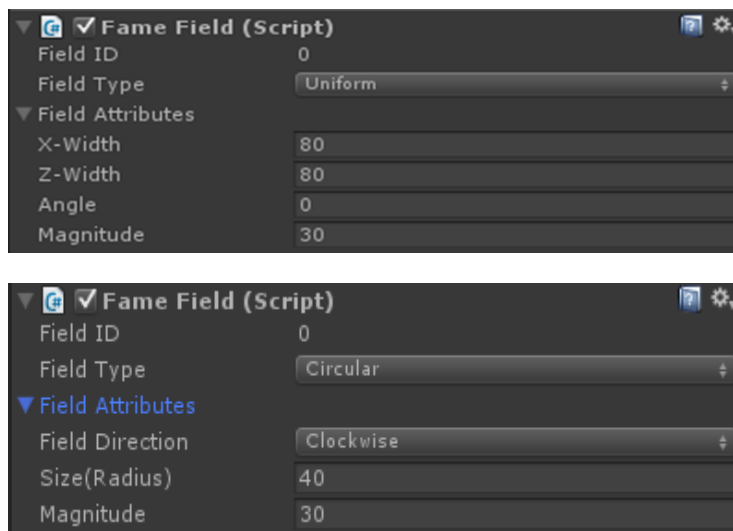 Fame Field (Script)
Field ID 0
Field Type Uniform
Field Attributes
X-Width 80
Z-Width 80
Angle 0
Magnitude 30
Fame Field (Script)
Field ID 0
Field Type Circular
Field Attributes
Field Direction Clockwise
Size(Radius) 40
Magnitude 30